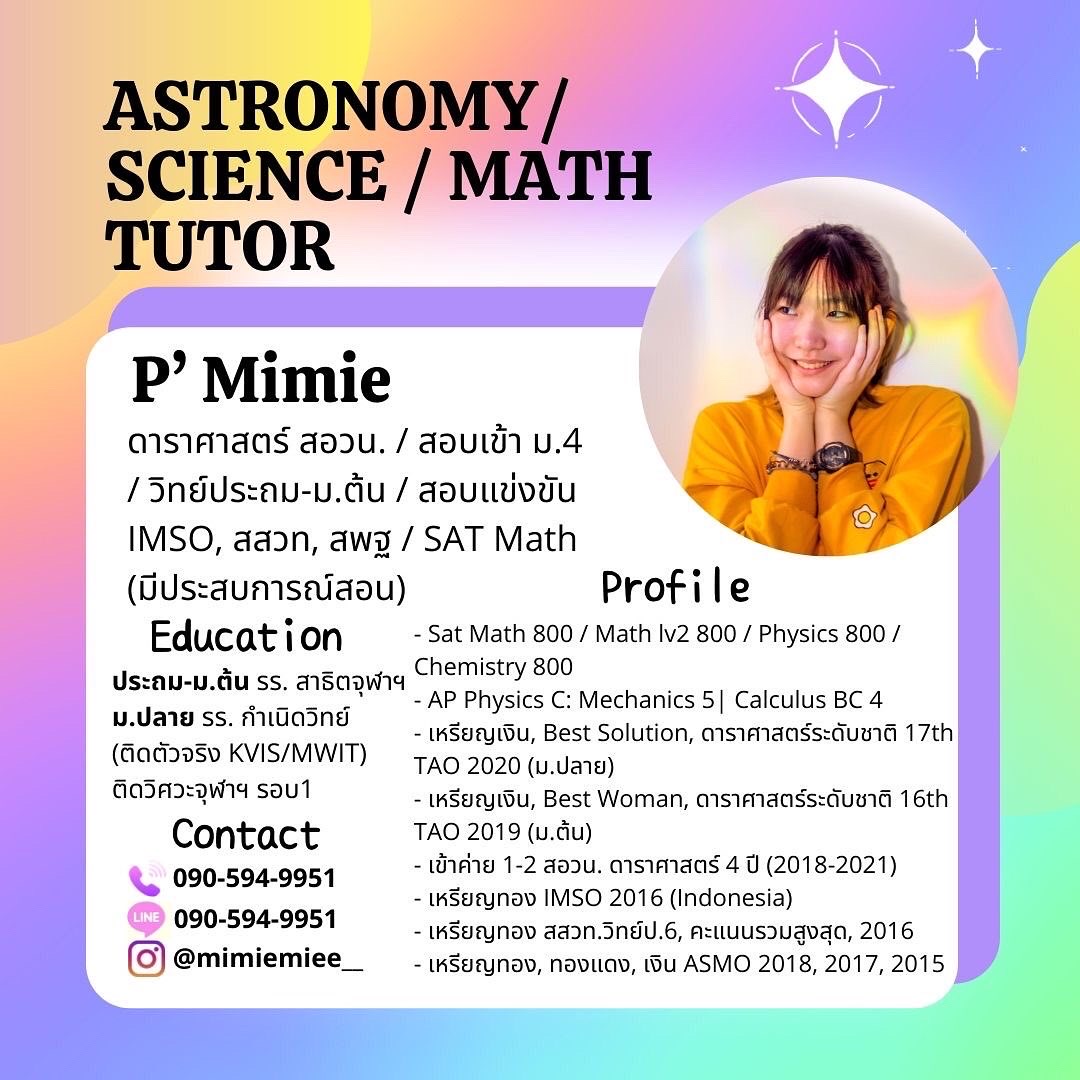 ASTRONOMY/
SCIENCE / MATH
TUTOR
P’ Mimie
ดาราศาสตร์ สอวน. / สอบเข้า ม.4
/ วิทย์ประถม-ม.ต้น / สอบแข่งขัน
IMSO, สสวท, สพฐ / SAT Math
(มีประสบการณ์สอน)
Education
ประถม-ม.ต้น รร. สาธิตจุฬาฯ
ม.ปลาย รร. กำเนิดวิทย์
(ติดตัวจริง KVIS/MWIT)
ติดวิศวะจุฬาฯ รอบ1
Contact
090-594-9951
LINE 090-594-9951
@mimiemiee__
Profile
- Sat Math 800 / Math lv2 800 / Physics 800 /
Chemistry 800
- AP Physics C: Mechanics 5| Calculus BC 4
- เหรียญเงิน, Best Solution, ดาราศาสตร์ระดับชาติ 17th
TAO 2020 (ม.ปลาย)
- เหรียญเงิน, Best Woman, ดาราศาสตร์ระดับชาติ 16th
TAO 2019 (ม.ต้น)
- เข้าค่าย 1-2 สอวน. ดาราศาสตร์ 4 ปี (2018-2021)
- เหรียญทอง IMSO 2016 (Indonesia)
- เหรียญทอง สสวท.วิทย์ป.6, คะแนนรวมสูงสุด, 2016
- เหรียญทอง, ทองแดง, เงิน ASMO 2018, 2017, 2015